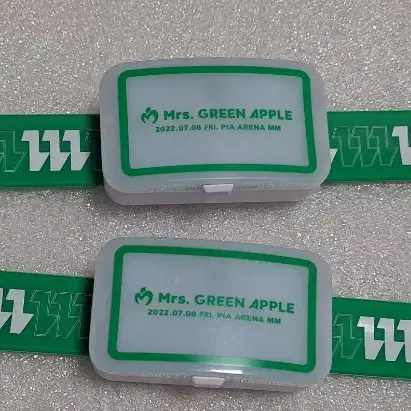 Mrs. GREEN APPLE
2022.07.08 FRI. PIA ARENA MM
Mrs. GREEN APPLE
2022.07.08 FRI. PIA ARENA MM